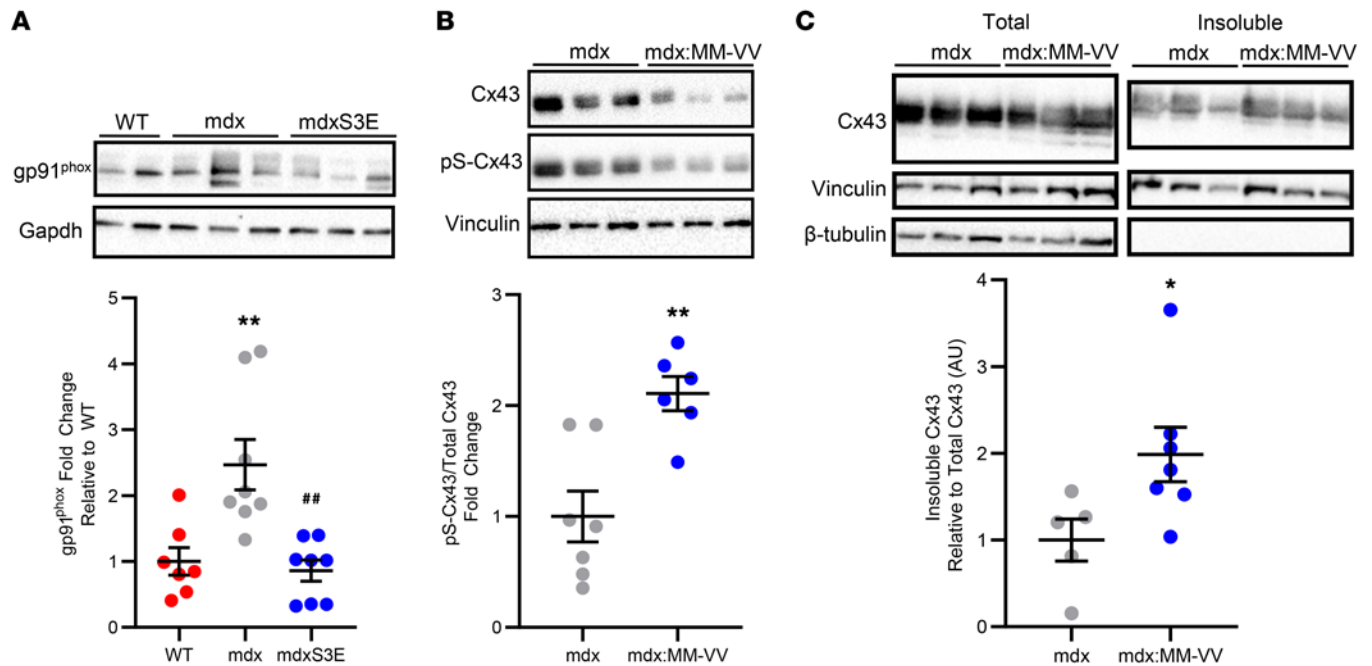 A
WT
mdx
mdxS3E
gp91phox
Gapdh
gp91phox Fold Change
Relative to WT
5
4
3
2
1
0
**
##
WT
mdx
mdxS3E
B
mdx
mdx:MM-VV
Cx43
pS-Cx43
Vinculin
pS-Cx43/Total Cx43
Fold Change
3
2
1
0
**
mdx
mdx:MM-VV
C
Total
Insoluble
mdx
mdx:MM-VV
mdx
mdx:MM-VV
Cx43
Vinculin
β-tubulin
Insoluble Cx43
Relative to Total Cx43 (AU)
4
3
2
1
0
*
mdx
mdx:MM-VV